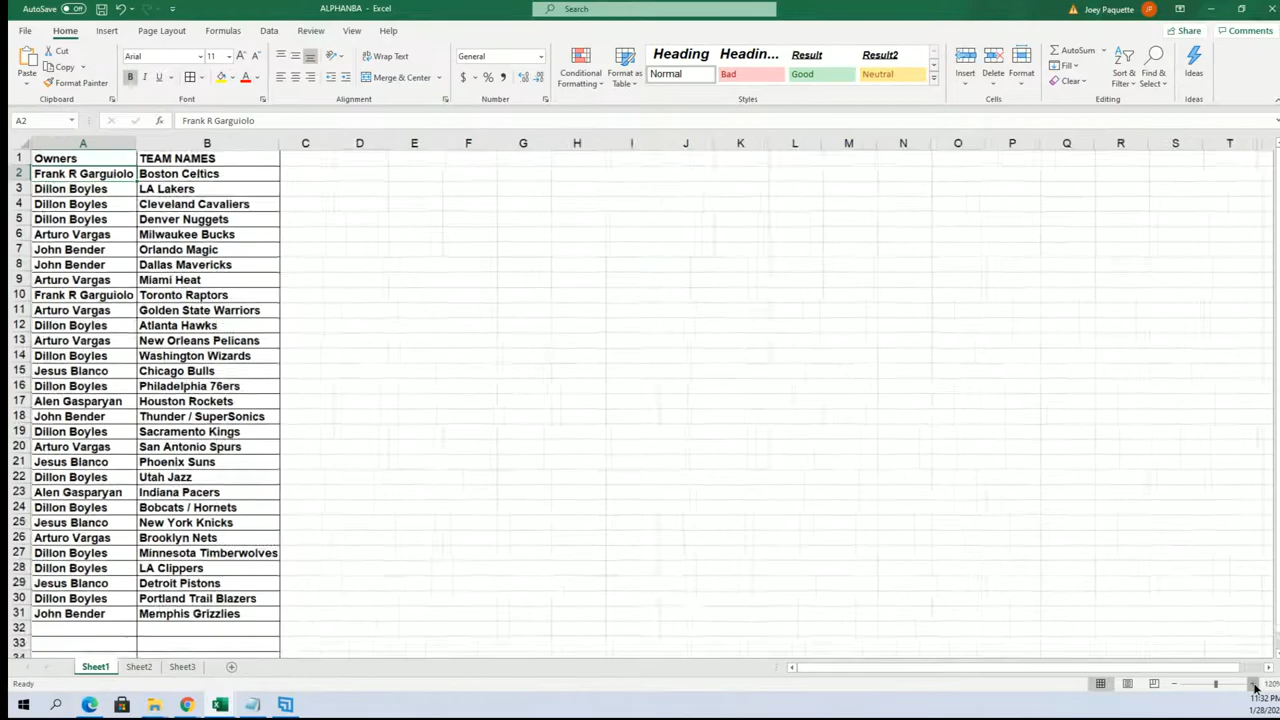 AutoSave Off ALPHANBA - Excel Search Joey Paquette JP
File Home Insert Page Layout Formulas Data Review View Help Share Comments
Paste Cut Copy Format Painter Clipboard
Arial 11 B I U Font
Wrap Text Merge & Center Alignment
General $ % Number
Conditional Formatting Format as Table
Heading Headin... Result Result2
Normal Bad Good Neutral
Styles
Insert Delete Format Cells
AutoSum Fill Clear Sort & Filter Find & Select Editing
Ideas Ideas
A2 fx Frank R Garguiolo
A B C D E F G H I J K L M N O P Q R S T
1 Owners TEAM NAMES
2 Frank R Garguiolo Boston Celtics
3 Dillon Boyles LA Lakers
4 Dillon Boyles Cleveland Cavaliers
5 Dillon Boyles Denver Nuggets
6 Arturo Vargas Milwaukee Bucks
7 John Bender Orlando Magic
8 John Bender Dallas Mavericks
9 Arturo Vargas Miami Heat
10 Frank R Garguiolo Toronto Raptors
11 Arturo Vargas Golden State Warriors
12 Dillon Boyles Atlanta Hawks
13 Arturo Vargas New Orleans Pelicans
14 Dillon Boyles Washington Wizards
15 Jesus Blanco Chicago Bulls
16 Dillon Boyles Philadelphia 76ers
17 Alen Gasparyan Houston Rockets
18 John Bender Thunder / SuperSonics
19 Dillon Boyles Sacramento Kings
20 Arturo Vargas San Antonio Spurs
21 Jesus Blanco Phoenix Suns
22 Dillon Boyles Utah Jazz
23 Alen Gasparyan Indiana Pacers
24 Dillon Boyles Bobcats / Hornets
25 Jesus Blanco New York Knicks
26 Arturo Vargas Brooklyn Nets
27 Dillon Boyles Minnesota Timberwolves
28 Dillon Boyles LA Clippers
29 Jesus Blanco Detroit Pistons
30 Dillon Boyles Portland Trail Blazers
31 John Bender Memphis Grizzlies
32
33
34
Sheet1 Sheet2 Sheet3
Ready 120%
11:32 PM
1/28/202